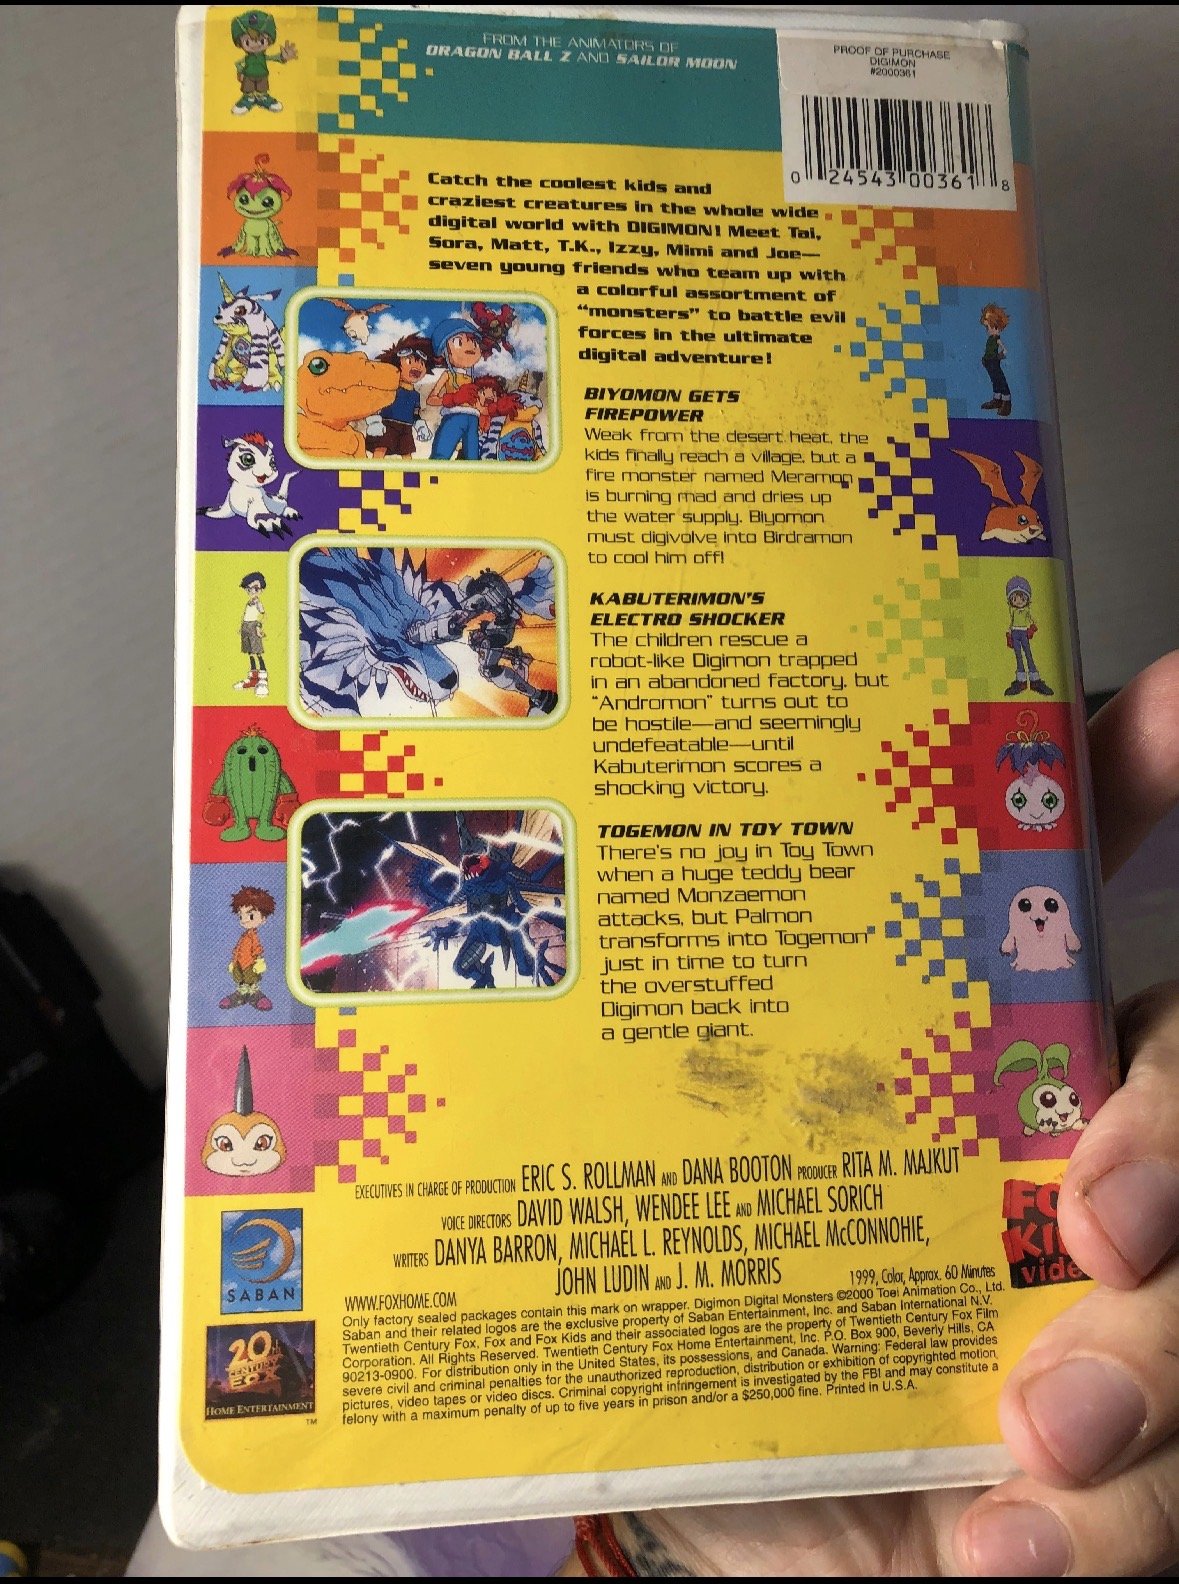 FROM THE ANIMATORS OF
DRAGON BALL Z AND SAILOR MOON
PROOF OF PURCHASE
DIGIMON
#2000361
0 24543 00361 8
Catch the coolest kids and
craziest creatures in the whole wide
digital world with DIGIMON! Meet Tai,
Sora, Matt, T.K., Izzy, Mimi and Joe—
seven young friends who team up with
a colorful assortment of
"monsters" to battle evil
forces in the ultimate
digital adventure!
BIYOMON GETS
FIREPOWER
Weak from the desert heat, the
kids finally reach a village, but a
fire monster named Meramon
is burning mad and dries up
the water supply. Biyomon
must digivolve into Birdramon
to cool him off!
KABUTERIMON'S
ELECTRO SHOCKER
The children rescue a
robot-like Digimon trapped
in an abandoned factory, but
"Andromon" turns out to
be hostile—and seemingly
undefeatable—until
Kabuterimon scores a
shocking victory.
TOGEMON IN TOY TOWN
There's no joy in Toy Town
when a huge teddy bear
named Monzaemon
attacks, but Palmon
transforms into Togemon
just in time to turn
the overstuffed
Digimon back into
a gentle giant.
EXECUTIVES IN CHARGE OF PRODUCTION ERIC S. ROLLMAN AND DANA BOOTON PRODUCER RITA M. MAJKUT
VOICE DIRECTORS DAVID WALSH, WENDEE LEE AND MICHAEL SORICH
WRITERS DANYA BARRON, MICHAEL L. REYNOLDS, MICHAEL McCONNOHIE,
JOHN LUDIN AND J. M. MORRIS
SABAN
FOX
KIDS
video
WWW.FOXHOME.COM
1999, Color, Approx. 60 Minutes
Only factory sealed packages contain this mark on wrapper. Digimon Digital Monsters ©2000 Toei Animation Co., Ltd.
Saban and their related logos are the exclusive property of Saban Entertainment, Inc. and Saban International N.V.
Twentieth Century Fox, Fox and Fox Kids and their associated logos are the property of Twentieth Century Fox Film
Corporation. All Rights Reserved. Twentieth Century Fox Home Entertainment, Inc. P.O. Box 900, Beverly Hills, CA
90213-0900. For distribution only in the United States, its possessions, and Canada. Warning: Federal law provides
severe civil and criminal penalties for the unauthorized reproduction, distribution or exhibition of copyrighted motion
pictures, video tapes or video discs. Criminal copyright infringement is investigated by the FBI and may constitute a
felony with a maximum penalty of up to five years in prison and/or a $250,000 fine. Printed in U.S.A.
20th
CENTURY
FOX
HOME ENTERTAINMENT
TM